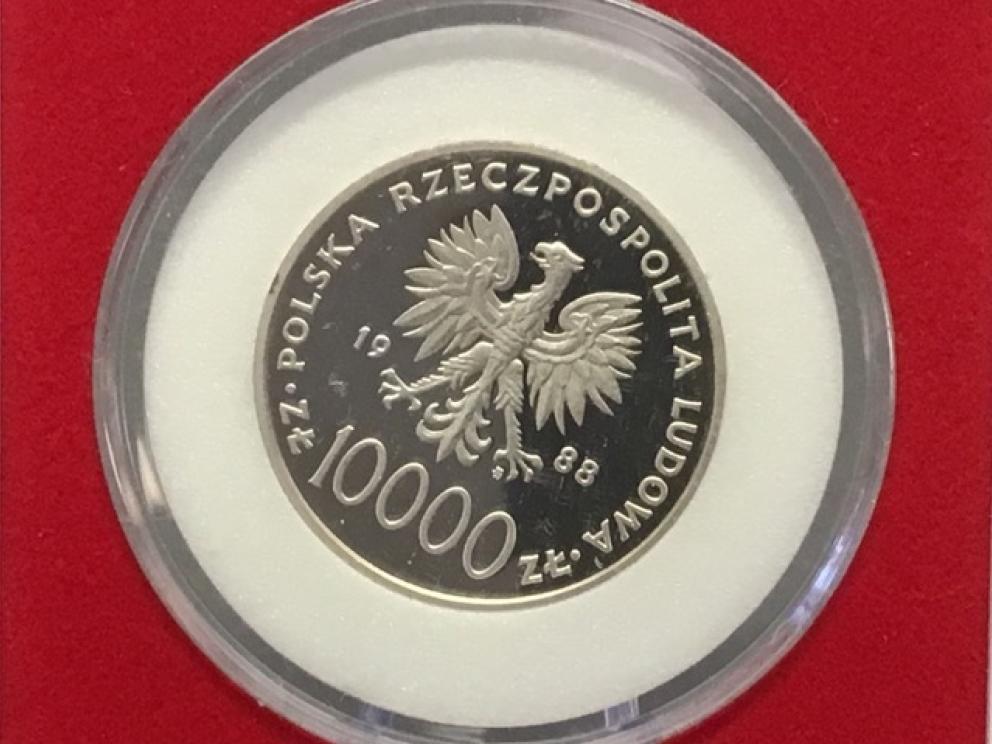 POLSKA RZECZPOSPOLITA LUDOWA
19 88
ZŁ 10000 ZŁ